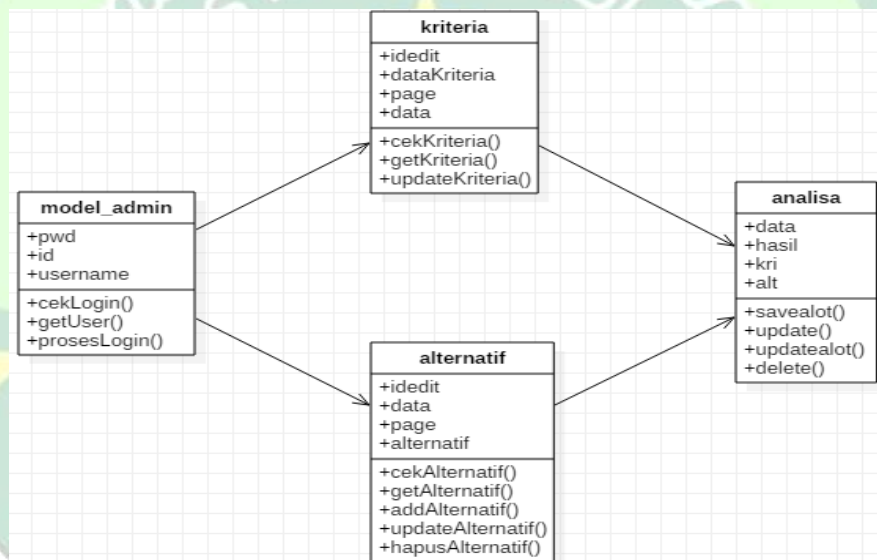 kriteria
+idedit
+dataKriteria
+page
+data
+cekKriteria()
+getKriteria()
+updateKriteria()
model_admin
+pwd
+id
+username
+cekLogin()
+getUser()
+prosesLogin()
alternatif
+idedit
+data
+page
+alternatif
+cekAlternatif()
+getAlternatif()
+addAlternatif()
+updateAlternatif()
+hapusAlternatif()
analisa
+data
+hasil
+kri
+alt
+savealot()
+update()
+updatealot()
+delete()